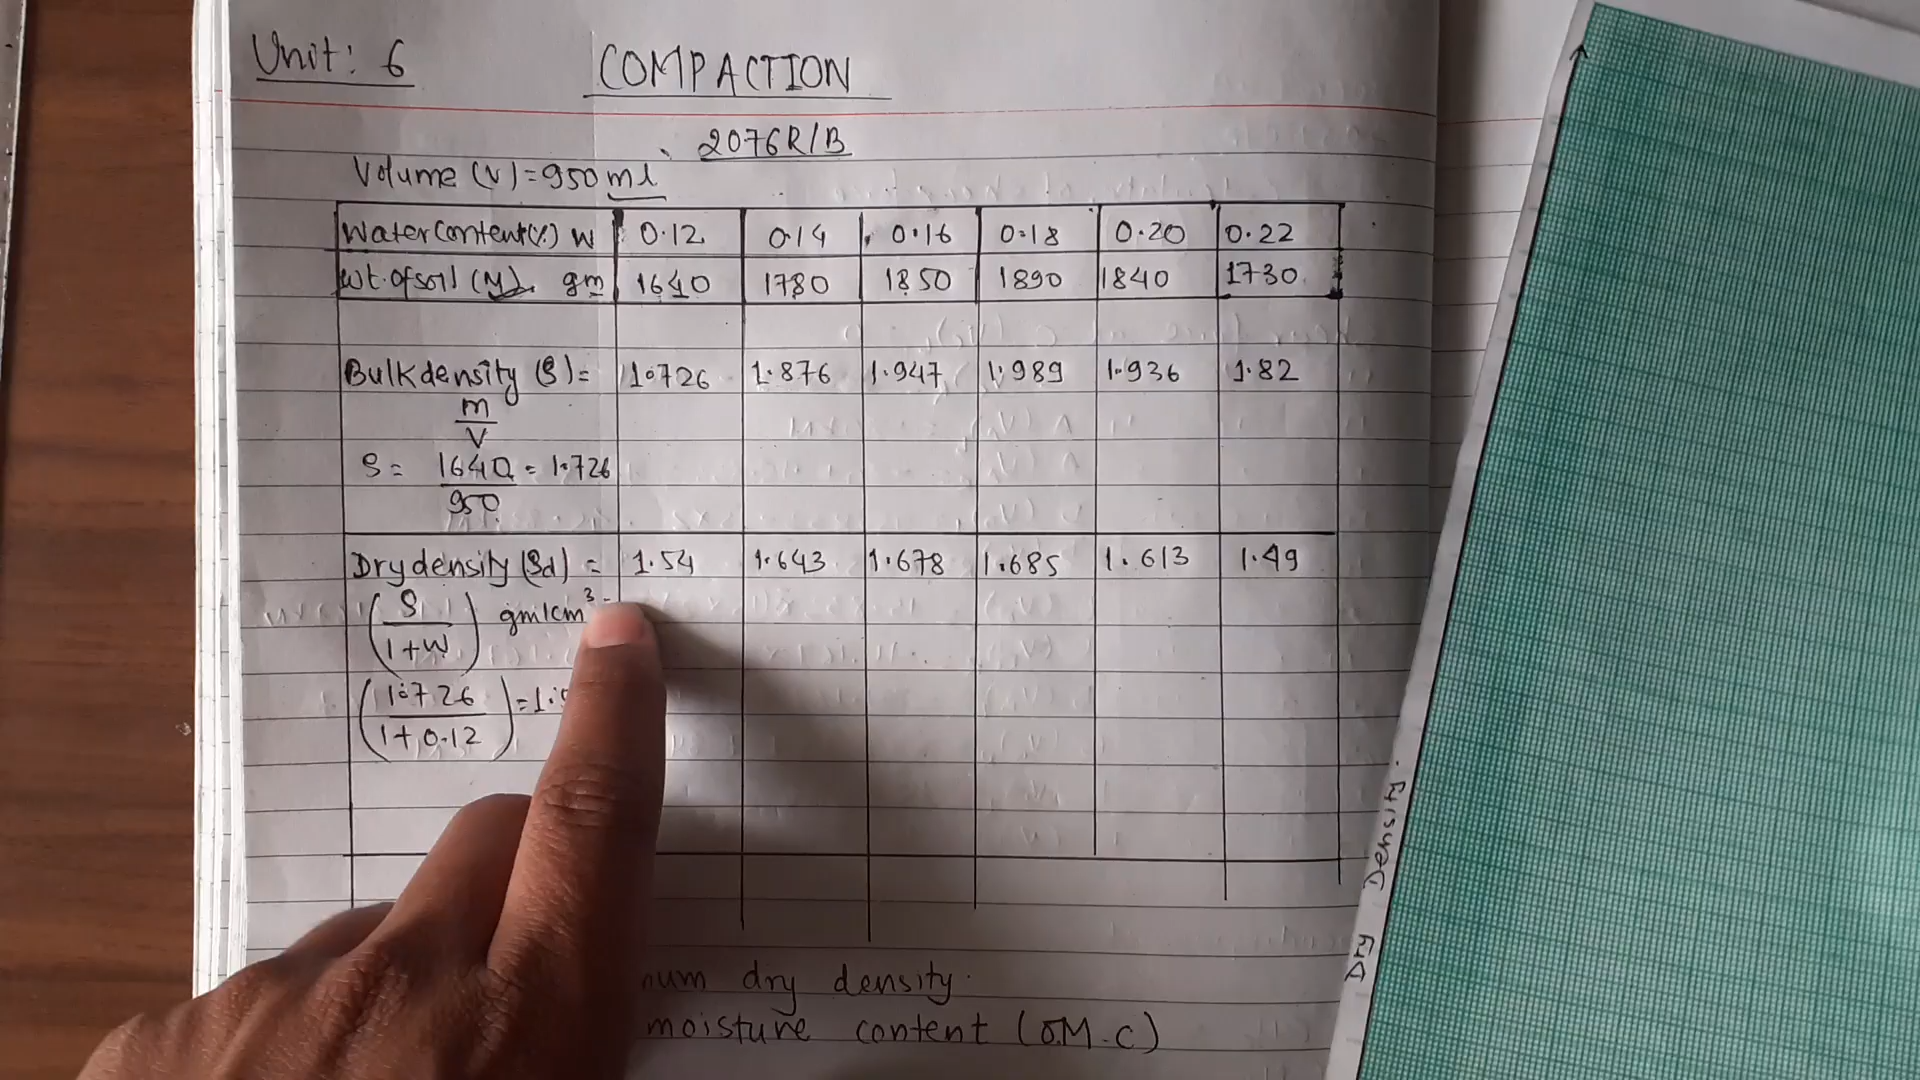 Unit: 6
COMPACTION
2076R/B
Volume (V) = 950 ml
Water Content (%) W 0.12 0.14 0.16 0.18 0.20 0.22
Wt. of soil (M) gm 1640 1780 1850 1890 1840 1730
Bulk density (ρ) = 1.726 1.876 1.947 1.989 1.936 1.82
m
V
ρ = 1640 = 1.726
950
Dry density (ρd) = 1.54 1.643 1.678 1.685 1.613 1.49
(ρ / 1+w) gm/cm³
(1.726 / 1+0.12) = 1.
dry density.
moisture content (O.M.C)
Dry Density.